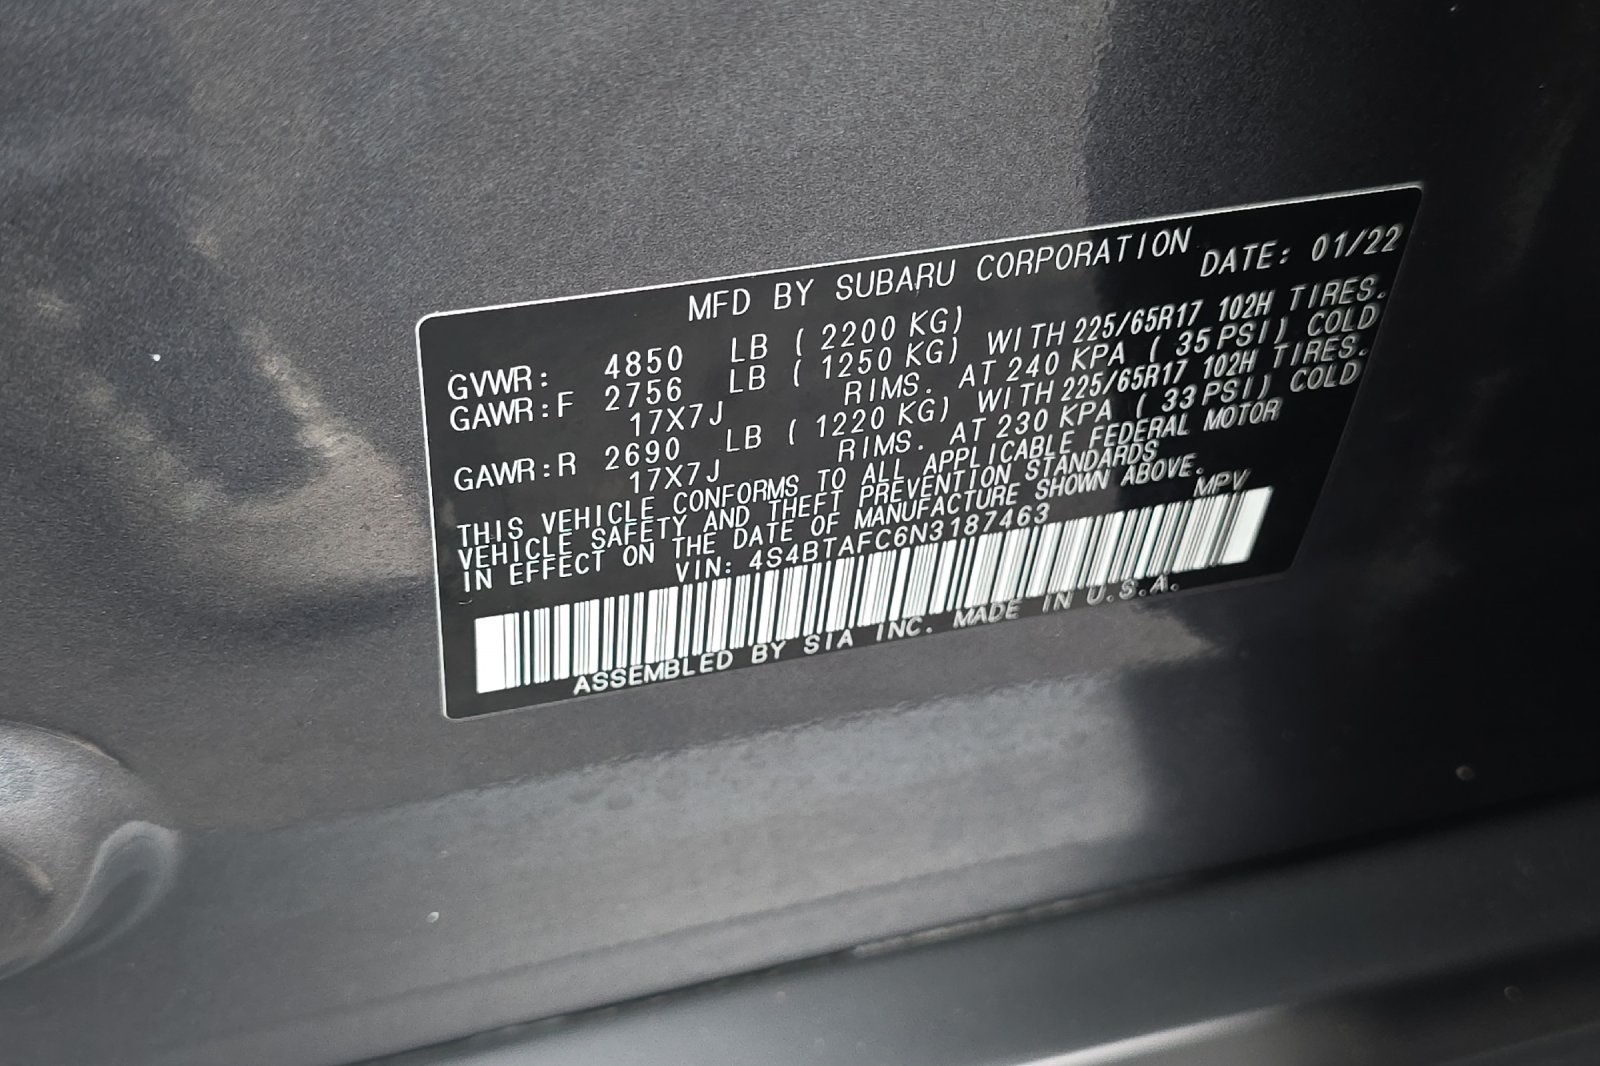 MFD BY SUBARU CORPORATION
DATE: 01/22
GVWR: 4850 LB ( 2200 KG)
GAWR:F 2756 LB ( 1250 KG) WITH 225/65R17 102H TIRES.
17X7J RIMS. AT 240 KPA ( 35 PSI) COLD
GAWR:R 2690 LB ( 1220 KG) WITH 225/65R17 102H TIRES.
17X7J RIMS. AT 230 KPA ( 33 PSI) COLD
THIS VEHICLE CONFORMS TO ALL APPLICABLE FEDERAL MOTOR
VEHICLE SAFETY AND THEFT PREVENTION STANDARDS
IN EFFECT ON THE DATE OF MANUFACTURE SHOWN ABOVE.
VIN: 4S4BTAFC6N3187463 MPV
ASSEMBLED BY SIA INC. MADE IN U.S.A.